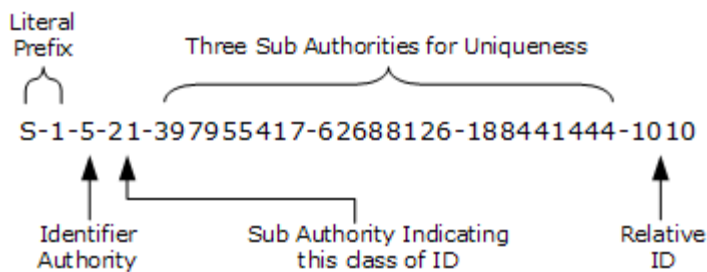 Literal
Prefix
Three Sub Authorities for Uniqueness
S-1-5-21-397955417-62688126-188441444-1010
Identifier
Authority
Sub Authority Indicating
this class of ID
Relative
ID